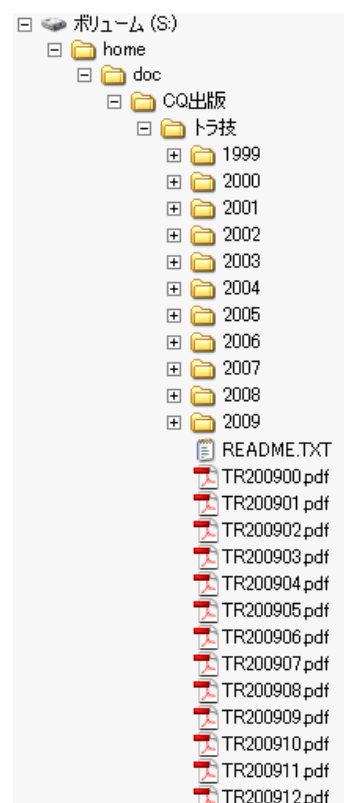 ボリューム (S:)
home
doc
CQ出版
トラ技
1999
2000
2001
2002
2003
2004
2005
2006
2007
2008
2009
README.TXT
TR200900.pdf
TR200901.pdf
TR200902.pdf
TR200903.pdf
TR200904.pdf
TR200905.pdf
TR200906.pdf
TR200907.pdf
TR200908.pdf
TR200909.pdf
TR200910.pdf
TR200911.pdf
TR200912.pdf